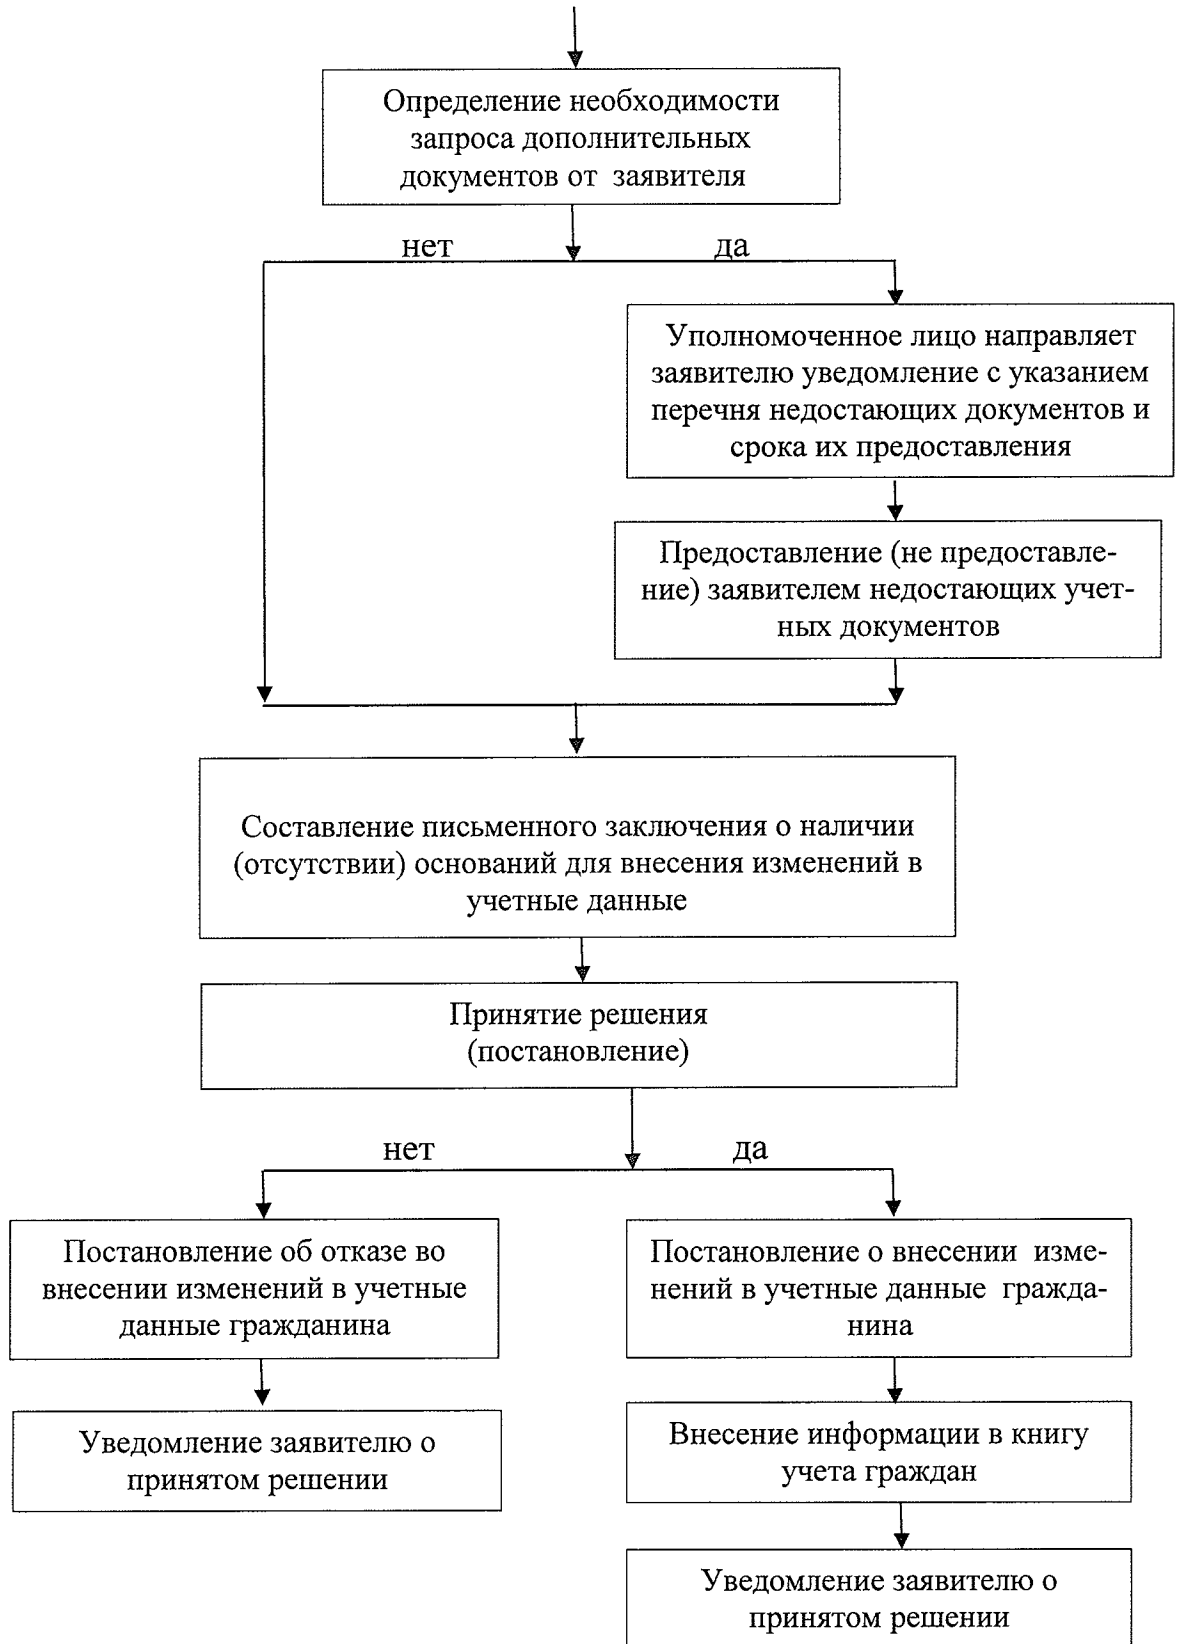 Определение необходимости
запроса дополнительных
документов от заявителя
нет
да
Уполномоченное лицо направляет
заявителю уведомление с указанием
перечня недостающих документов и
срока их предоставления
Предоставление (не предоставле-
ние) заявителем недостающих учет-
ных документов
Составление письменного заключения о наличии
(отсутствии) оснований для внесения изменений в
учетные данные
Принятие решения
(постановление)
нет
да
Постановление об отказе во
внесении изменений в учетные
данные гражданина
Уведомление заявителю о
принятом решении
Постановление о внесении изме-
нений в учетные данные гражда-
нина
Внесение информации в книгу
учета граждан
Уведомление заявителю о
принятом решении